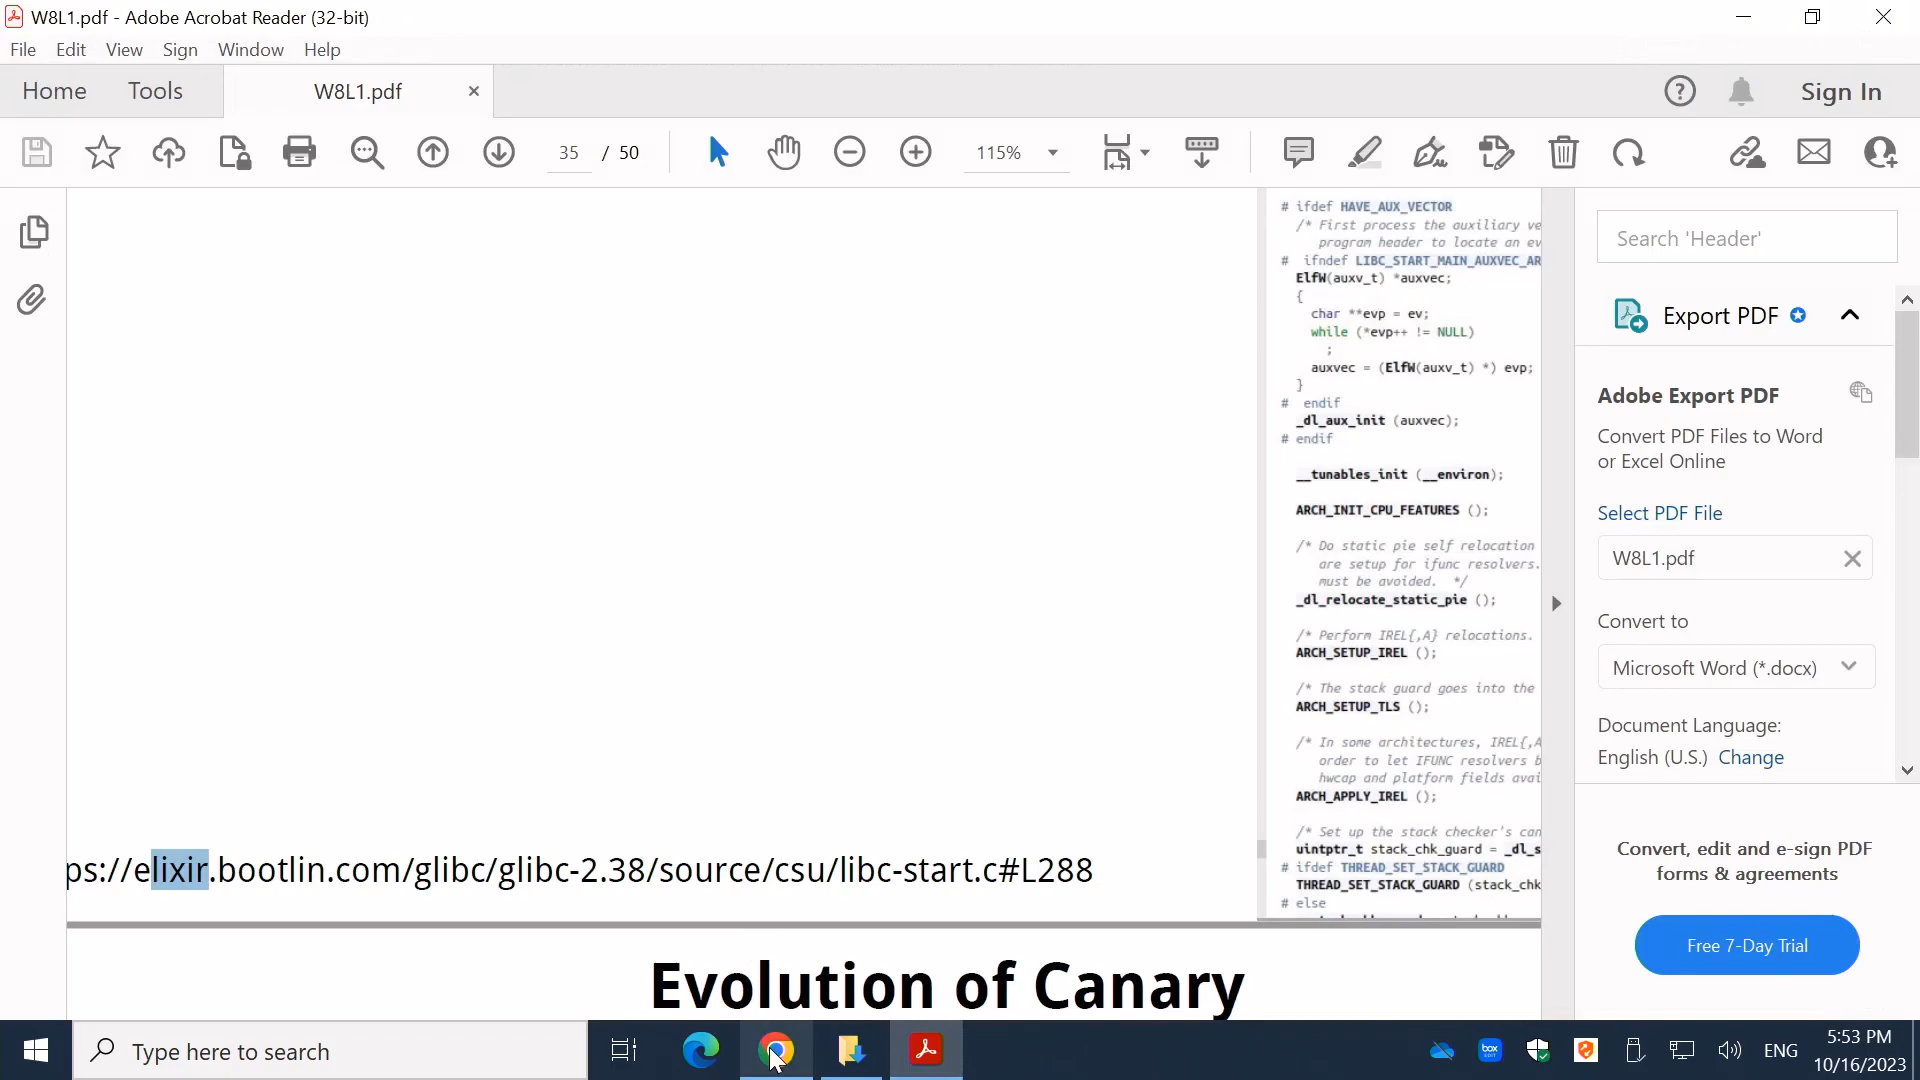 W8L1.pdf - Adobe Acrobat Reader (32-bit)
File Edit View Sign Window Help
Home Tools W8L1.pdf × Sign In
35 / 50 115%
# ifdef HAVE_AUX_VECTOR
/* First process the auxiliary ve
program header to locate an ev
# ifndef LIBC_START_MAIN_AUXVEC_AR
ElfW(auxv_t) *auxvec;
{
char **evp = ev;
while (*evp++ != NULL)
;
auxvec = (ElfW(auxv_t) *) evp;
}
# endif
_dl_aux_init (auxvec);
# endif
__tunables_init (__environ);
ARCH_INIT_CPU_FEATURES ();
/* Do static pie self relocation
are setup for ifunc resolvers.
must be avoided. */
_dl_relocate_static_pie ();
/* Perform IREL{,A} relocations.
ARCH_SETUP_IREL ();
/* The stack guard goes into the
ARCH_SETUP_TLS ();
/* In some architectures, IREL{,A
order to let IFUNC resolvers b
hwcap and platform fields avai
ARCH_APPLY_IREL ();
/* Set up the stack checker's can
uintptr_t stack_chk_guard = _dl_s
# ifdef THREAD_SET_STACK_GUARD
THREAD_SET_STACK_GUARD (stack_chk
# else
ps://elixir.bootlin.com/glibc/glibc-2.38/source/csu/libc-start.c#L288
Evolution of Canary
Search 'Header'
Export PDF
Adobe Export PDF
Convert PDF Files to Word
or Excel Online
Select PDF File
W8L1.pdf
Convert to
Microsoft Word (*.docx)
Document Language:
English (U.S.) Change
Convert, edit and e-sign PDF
forms & agreements
Free 7-Day Trial
Type here to search
box
EDIT
ENG
5:53 PM
10/16/2023